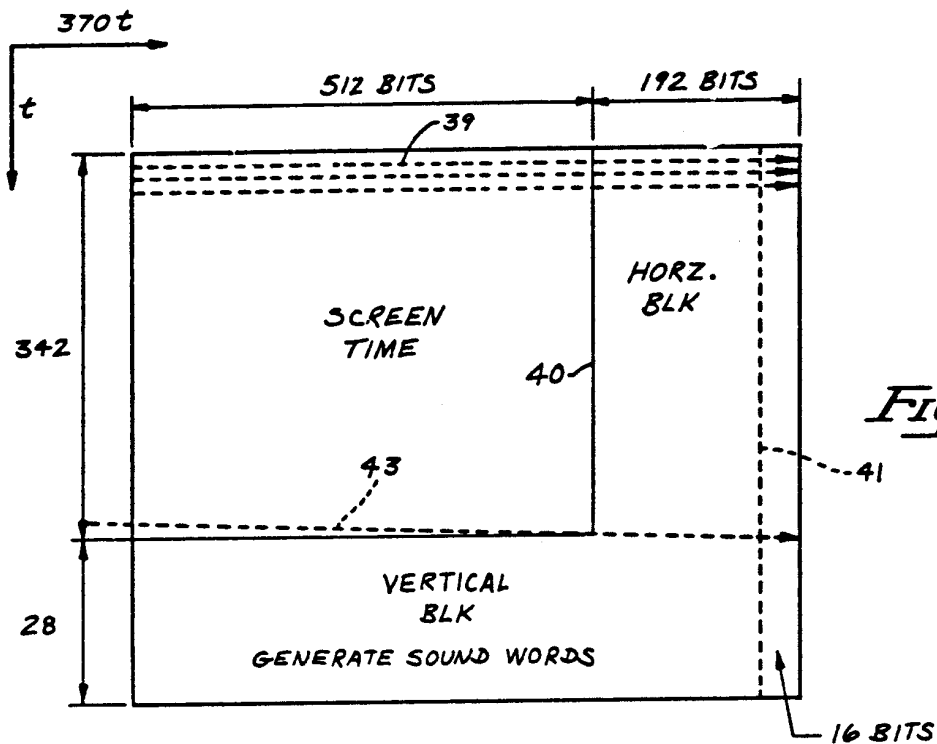 370t
t
512 BITS
192 BITS
39
SCREEN
TIME
HORZ.
BLK
342
40
43
41
VERTICAL
BLK
GENERATE SOUND WORDS
28
16 BITS